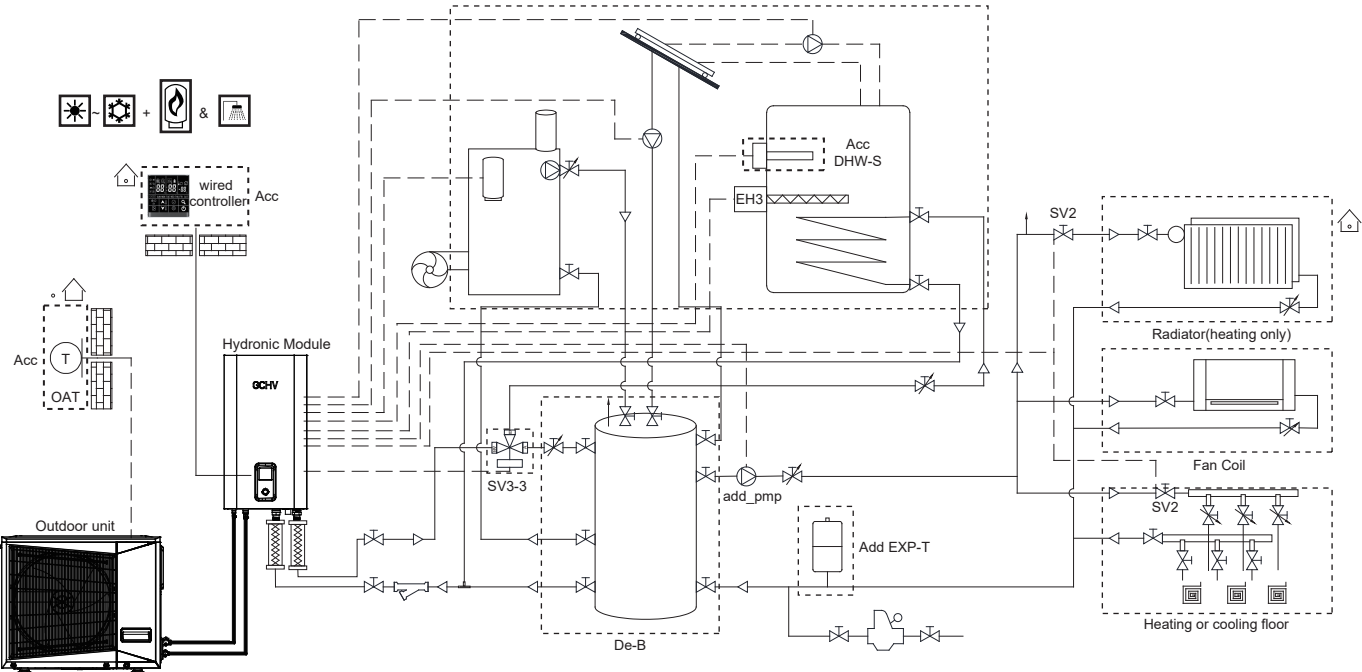 +
&
wired
controller
Acc
Acc
T
OAT
Hydronic Module
GCHV
Outdoor unit
SV3-3
De-B
add_pmp
Acc
DHW-S
EH3
Add EXP-T
SV2
Radiator(heating only)
Fan Coil
SV2
Heating or cooling floor